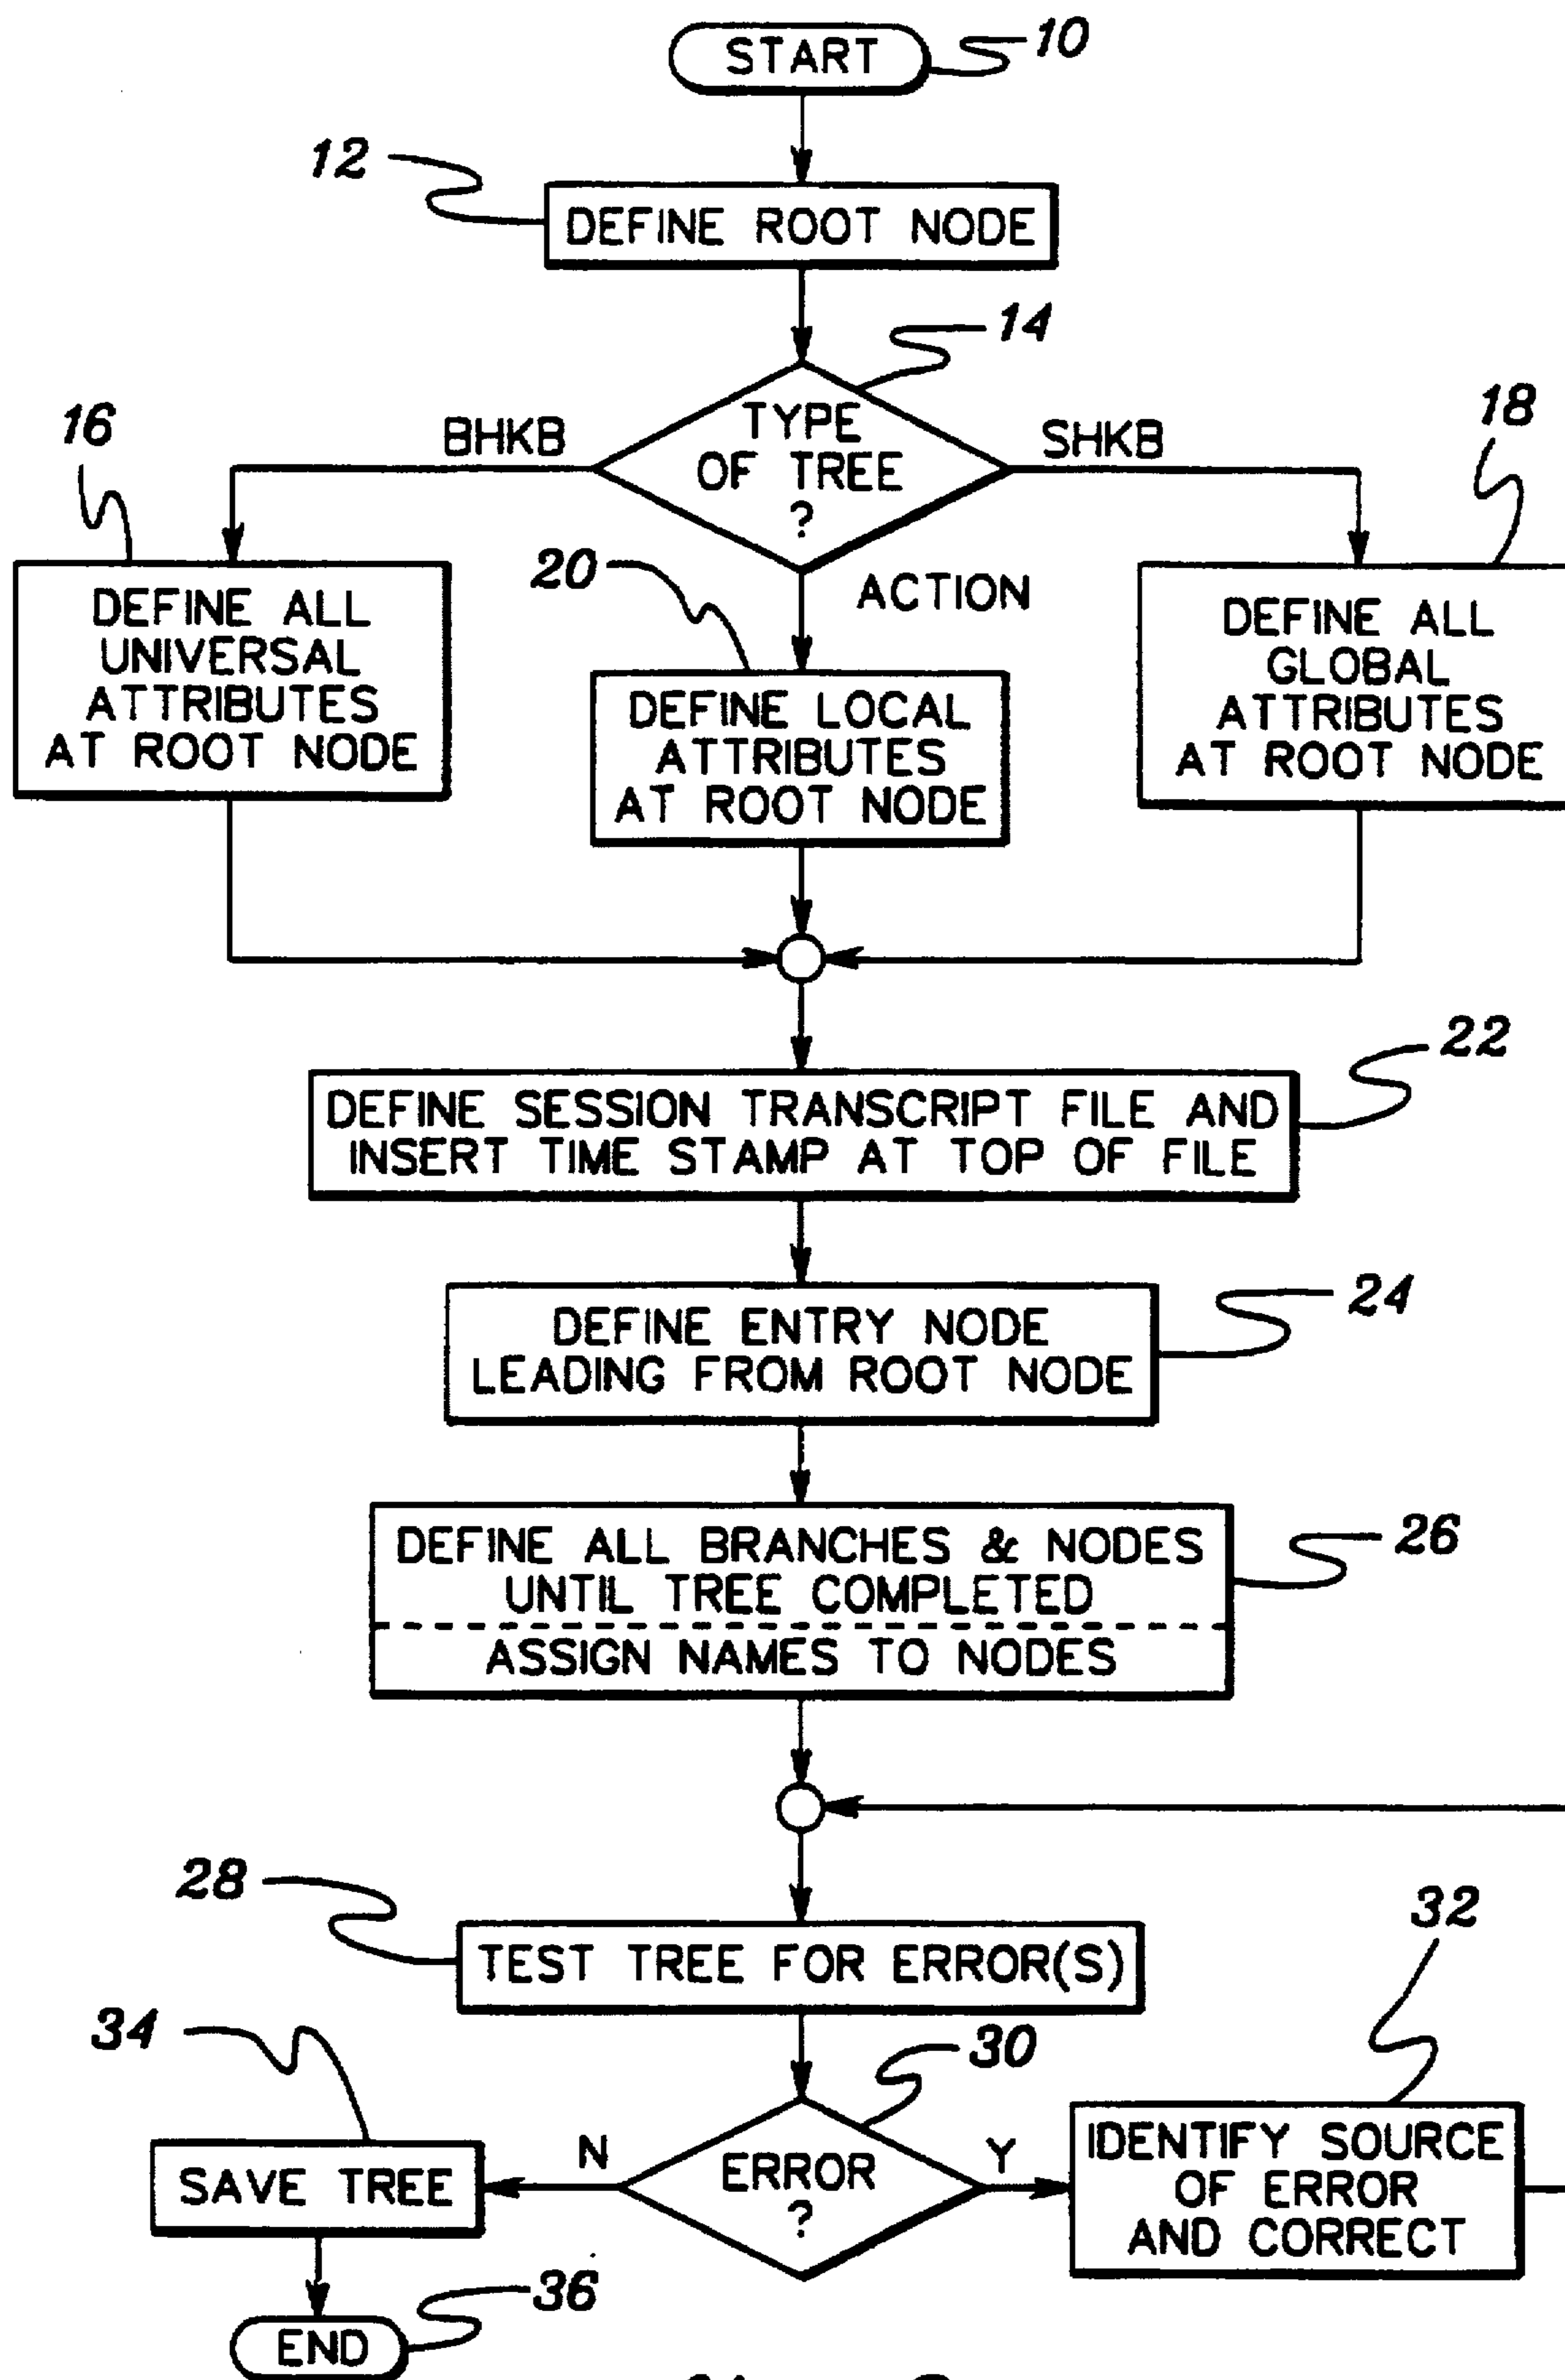 START
10
12
DEFINE ROOT NODE
14
TYPE
OF TREE
?
BHKB
SHKB
16
18
20
ACTION
DEFINE ALL
UNIVERSAL
ATTRIBUTES
AT ROOT NODE
DEFINE LOCAL
ATTRIBUTES
AT ROOT NODE
DEFINE ALL
GLOBAL
ATTRIBUTES
AT ROOT NODE
22
DEFINE SESSION TRANSCRIPT FILE AND
INSERT TIME STAMP AT TOP OF FILE
24
DEFINE ENTRY NODE
LEADING FROM ROOT NODE
26
DEFINE ALL BRANCHES & NODES
UNTIL TREE COMPLETED
ASSIGN NAMES TO NODES
28
TEST TREE FOR ERROR(S)
32
34
30
SAVE TREE
N
ERROR
?
Y
IDENTIFY SOURCE
OF ERROR
AND CORRECT
36
END